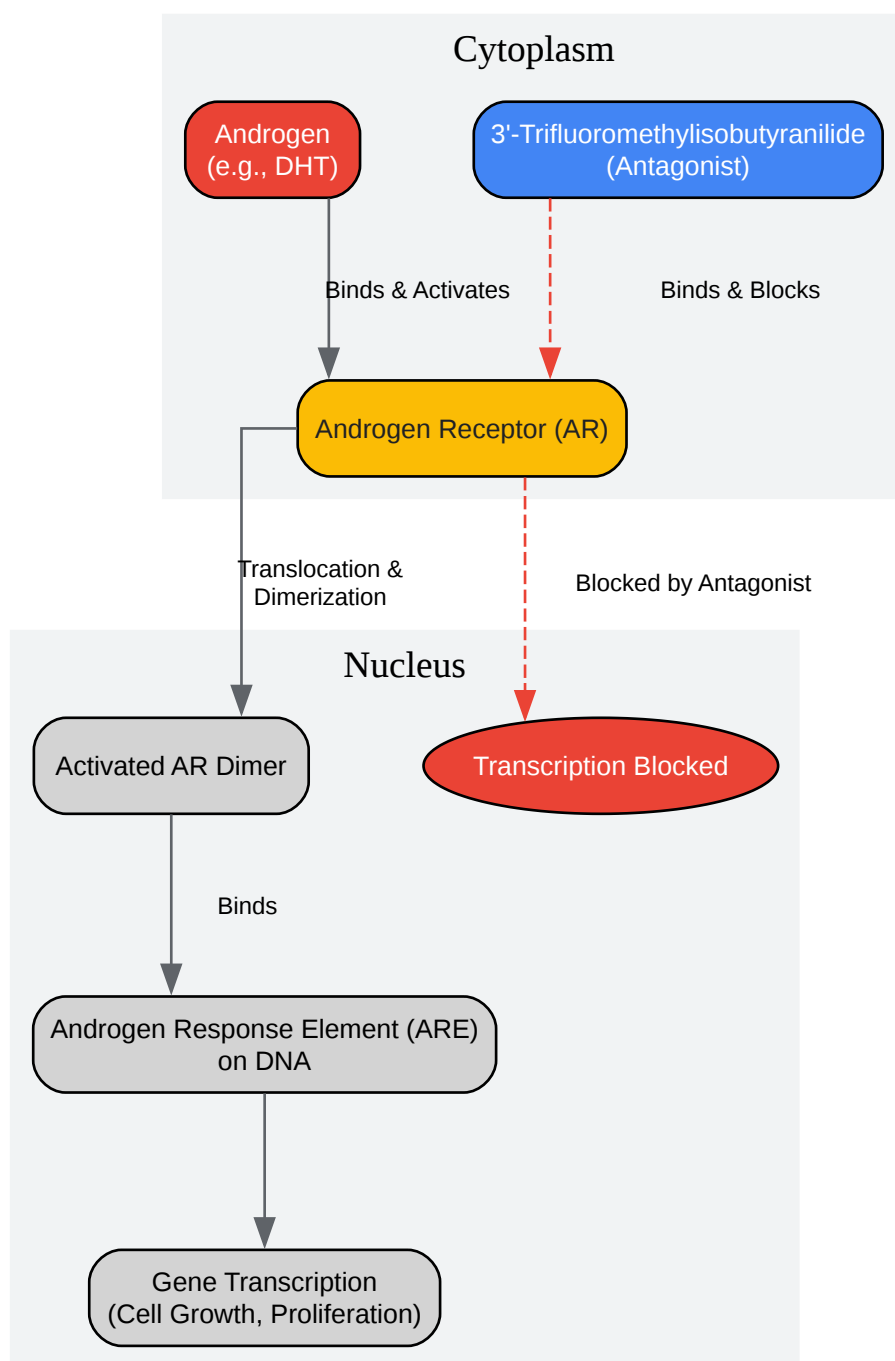 Cytoplasm
Androgen
(e.g., DHT)
3'-Trifluoromethylisobutyranilide
(Antagonist)
Binds & Activates
Binds & Blocks
Androgen Receptor (AR)
Translocation &
Dimerization
Blocked by Antagonist
Nucleus
Activated AR Dimer
Transcription Blocked
Binds
Androgen Response Element (ARE)
on DNA
Gene Transcription
(Cell Growth, Proliferation)